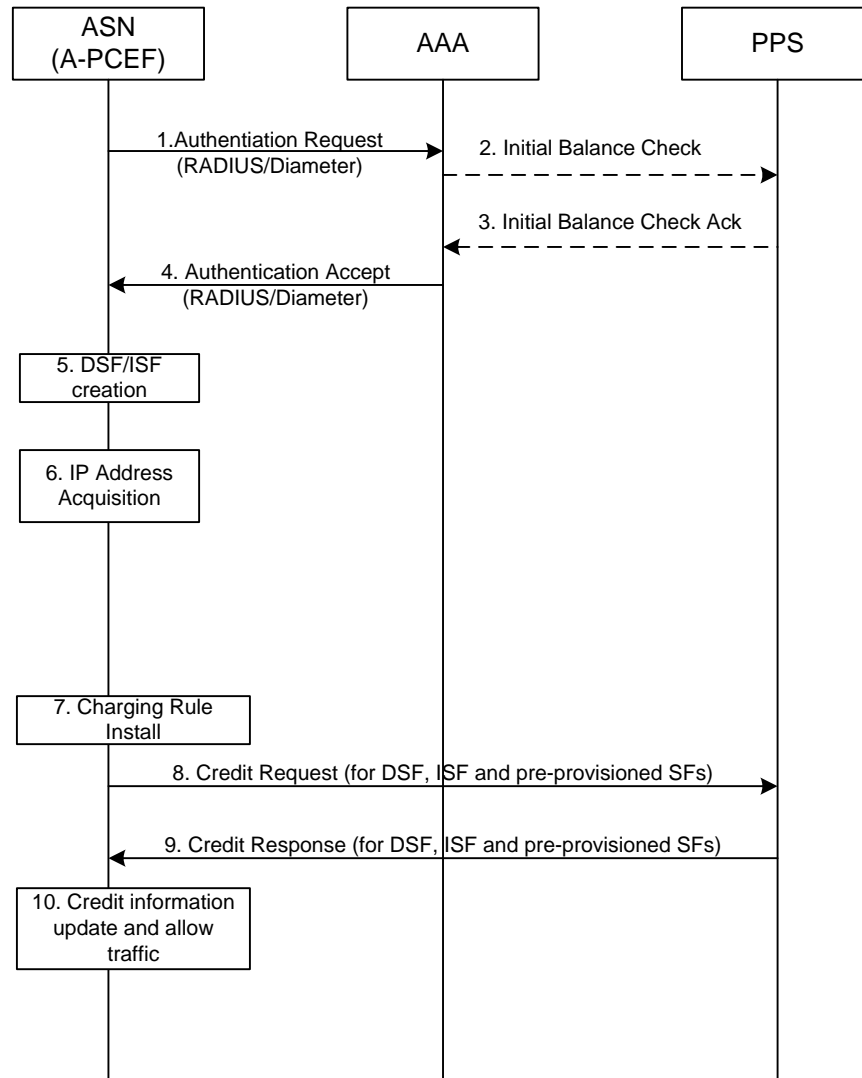 ASN
(A-PCEF)
AAA
PPS
1.Authentiation Request
(RADIUS/Diameter)
2. Initial Balance Check
3. Initial Balance Check Ack
4. Authentication Accept
(RADIUS/Diameter)
5. DSF/ISF
creation
6. IP Address
Acquisition
7. Charging Rule
Install
8. Credit Request (for DSF, ISF and pre-provisioned SFs)
9. Credit Response (for DSF, ISF and pre-provisioned SFs)
10. Credit information
update and allow
traffic